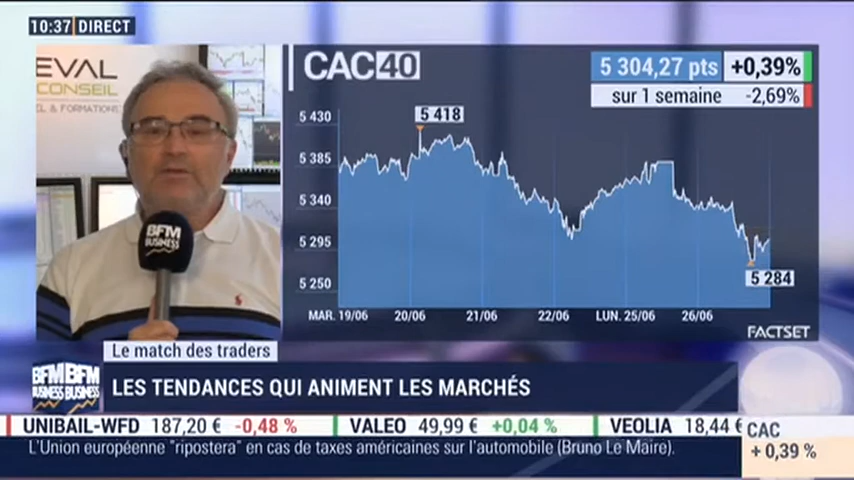 10:37 DIRECT
EVAL
CONSEIL
EL & FORMATIONS
BFM
BUSINESS
CAC40
5 304,27 pts +0,39%
sur 1 semaine -2,69%
5 430
5 385
5 340
5 295
5 250
5 418
5 284
MAR. 19/06 20/06 21/06 22/06 LUN. 25/06 26/06
FACTSET
Le match des traders
BFM BFM
BUSINESS BUSINESS
LES TENDANCES QUI ANIMENT LES MARCHÉS
UNIBAIL-WFD 187,20 € -0,48 % VALEO 49,99 € +0,04 % VEOLIA 18,44 €
CAC
+ 0,39 %
L'Union européenne "ripostera" en cas de taxes américaines sur l'automobile (Bruno Le Maire).